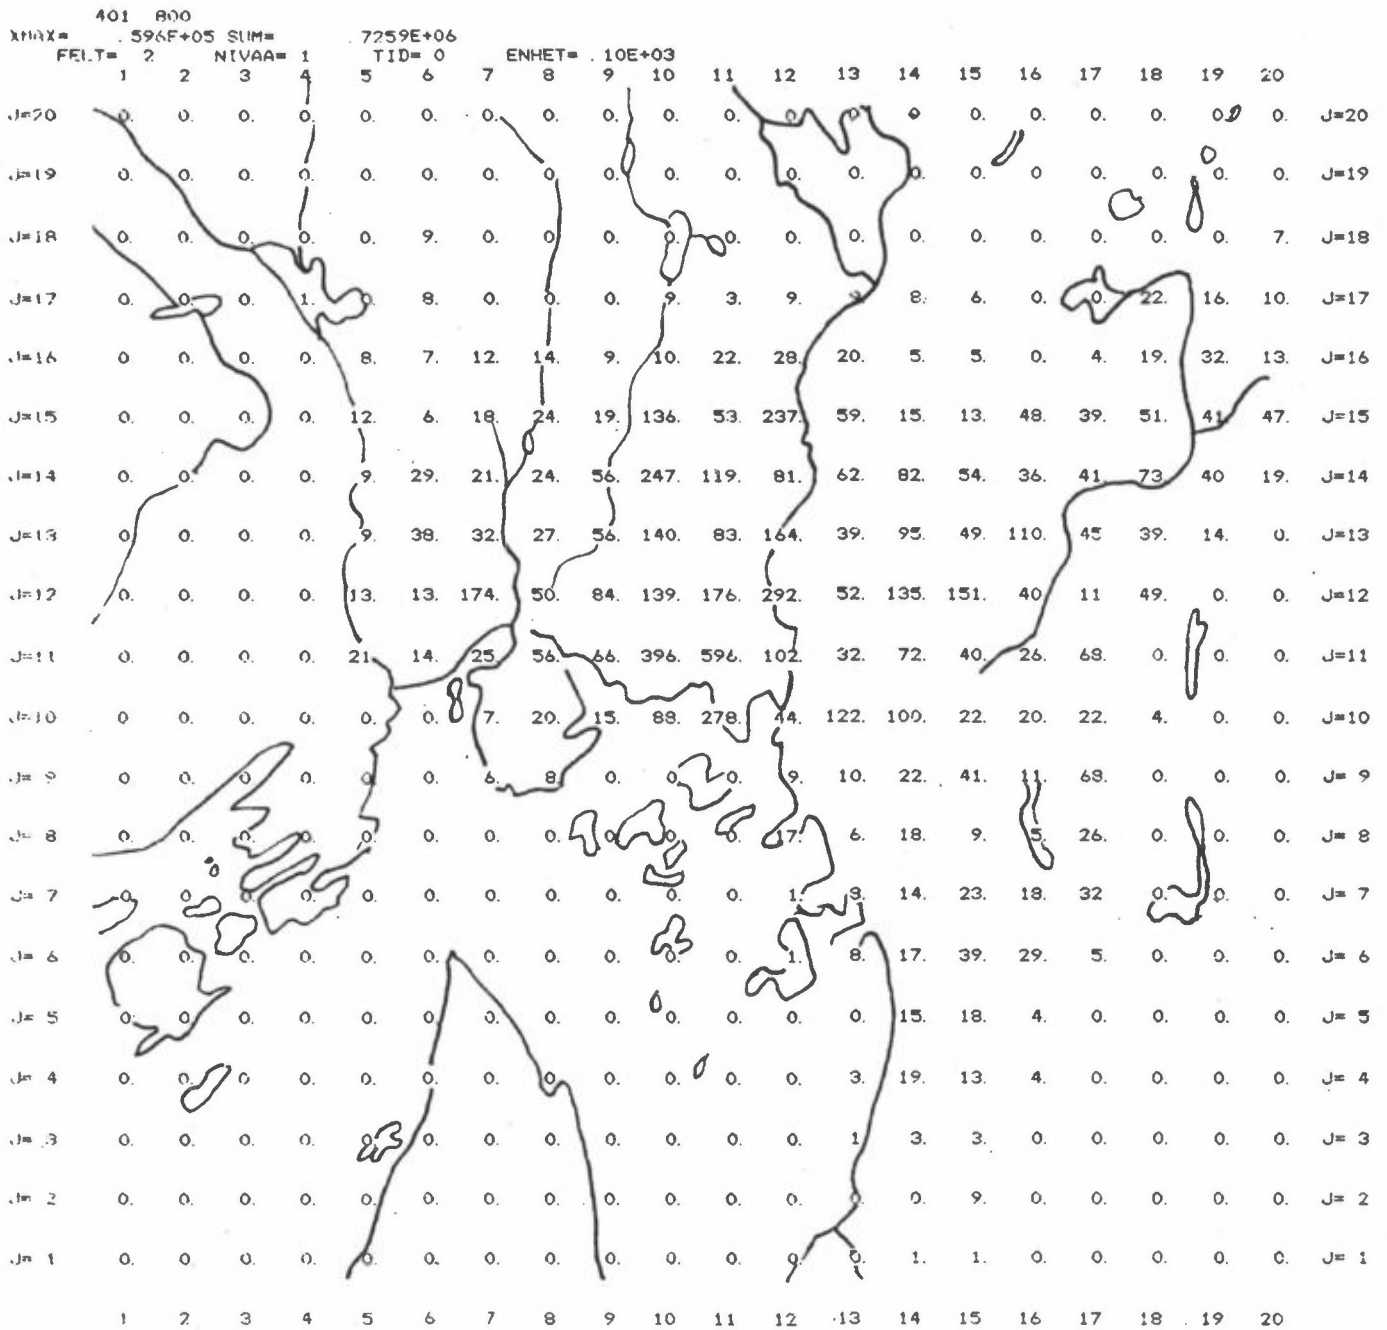 401 800
XMAX= .596E+05 SUM= .7259E+06
FELT= 2 NIVAA= 1 TID= 0 ENHET= .10E+03
1 2 3 4 5 6 7 8 9 10 11 12 13 14 15 16 17 18 19 20
J=20 0. 0. 0. 0. 0. 0. 0. 0. 0. 0. 0. 0. 0 0 0. 0. 0. 0. 0. 0. J=20
J=19 0. 0. 0. 0. 0. 0. 0. 0. 0. 0. 0. 0. 0. 0. 0. 0. 0. 0. 0. 0. J=19
J=18 0. 0. 0. 0. 0. 9. 0. 0. 0. 0. 0. 0. 0. 0. 0. 0. 0. 0. 0. 7. J=18
J=17 0. 0. 0. 1. 0 8. 0. 0. 0. 9. 3. 9. 8. 6. 0. 0. 22. 16. 10. J=17
J=16 0 0. 0. 0. 8. 7. 12. 14. 9. 10. 22. 28. 20. 5. 5. 0. 4. 19. 32. 13. J=16
J=15 0. 0. 0. 0. 12. 6. 18. 24. 19. 136. 53. 237. 59. 15. 13. 48. 39. 51. 41. 47. J=15
J=14 0. 0. 0. 0. 9. 29. 21. 24. 56. 247. 119. 81. 62. 82. 54. 36. 41. 73. 40 19. J=14
J=13 0. 0. 0. 0. 9. 38. 32. 27. 56. 140. 83. 164. 39. 95. 49. 110. 45 39. 14. 0. J=13
J=12 0. 0. 0. 0. 13. 13. 174. 50. 84. 139. 176. 292. 52. 135. 151. 40 11 49. 0. 0. J=12
J=11 0. 0. 0. 0. 21. 14. 25. 56. 66. 396. 596. 102. 32. 72. 40. 26. 68. 0. 0. 0. J=11
J=10 0 0. 0. 0. 0. 0. 7. 20. 15. 88. 278. 44. 122. 100. 22. 20. 22. 4. 0. 0. J=10
J= 9 0 0. 0. 0. 0 0. 6. 8. 0. 0. 0. 9. 10. 22. 41. 11. 68. 0. 0. 0. J= 9
J= 8 0. 0. 0. 0. 0. 0. 0. 0. 0. 0. 0. 17. 6. 18. 9. 5. 26. 0. 0. 0. J= 8
J= 7 0 0. 0. 0. 0. 0. 0. 0. 0. 0. 0. 1. 8. 14. 23. 18. 32 0. 0. 0. J= 7
J= 6 0. 0. 0. 0. 0. 0. 0. 0. 0. 0. 0. 1. 8. 17. 39. 29. 5. 0. 0. 0. J= 6
J= 5 0. 0. 0. 0. 0. 0. 0. 0. 0. 0. 0. 0. 0. 15. 18. 4. 0. 0. 0. 0. J= 5
J= 4 0. 0. 0 0. 0. 0. 0. 0. 0. 0. 0. 0. 3. 19. 13. 4. 0. 0. 0. 0. J= 4
J= 3 0. 0. 0. 0. 0. 0. 0. 0. 0. 0. 0. 0. 1 3. 3. 0. 0. 0. 0. 0. J= 3
J= 2 0. 0. 0. 0. 0. 0. 0. 0. 0. 0. 0. 0. 0. 0. 9. 0. 0. 0. 0. 0. J= 2
J= 1 0. 0. 0. 0. 0. 0. 0. 0. 0. 0. 0. 0. 0. 1. 1. 0. 0. 0. 0. 0. J= 1
1 2 3 4 5 6 7 8 9 10 11 12 13 14 15 16 17 18 19 20